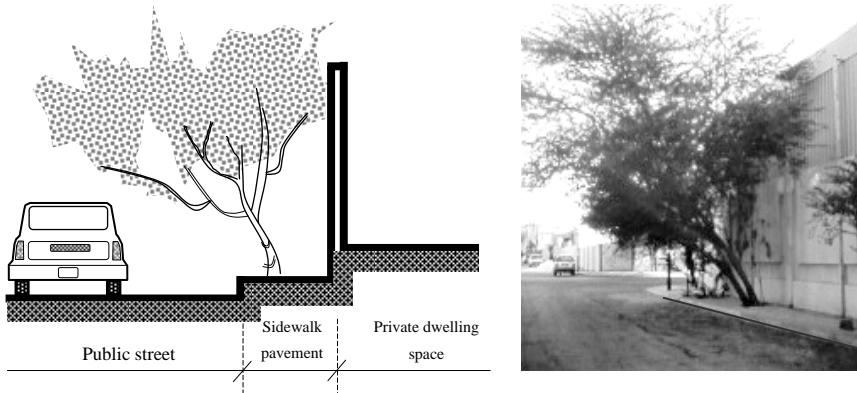 Public street
Sidewalk
pavement
Private dwelling
space